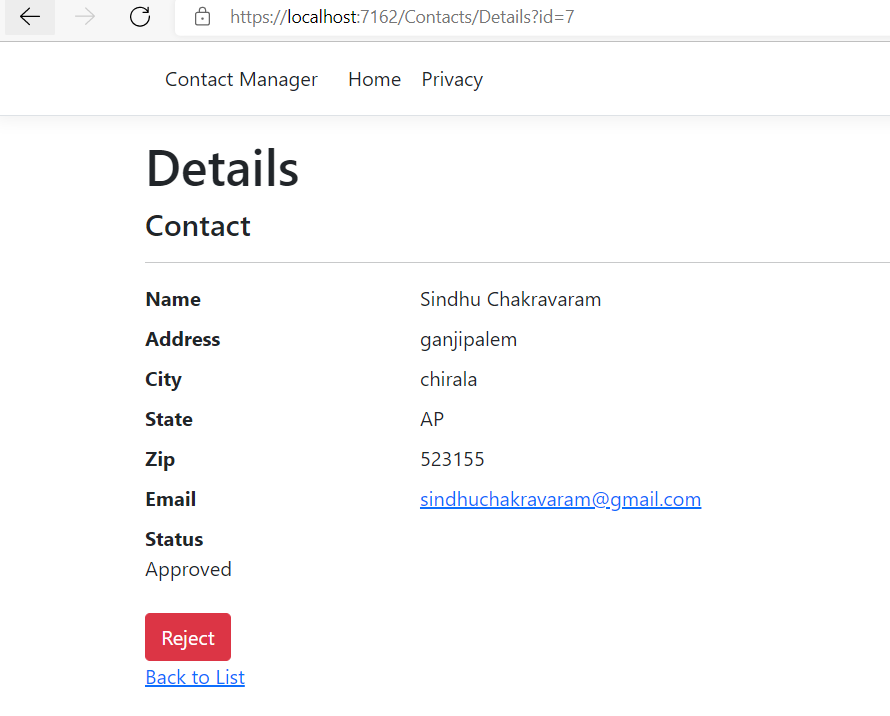 https://localhost:7162/Contacts/Details?id=7
Contact Manager Home Privacy
Details
Contact
Name Sindhu Chakravaram
Address ganjipalem
City chirala
State AP
Zip 523155
Email sindhuchakravaram@gmail.com
Status
Approved
Reject
Back to List